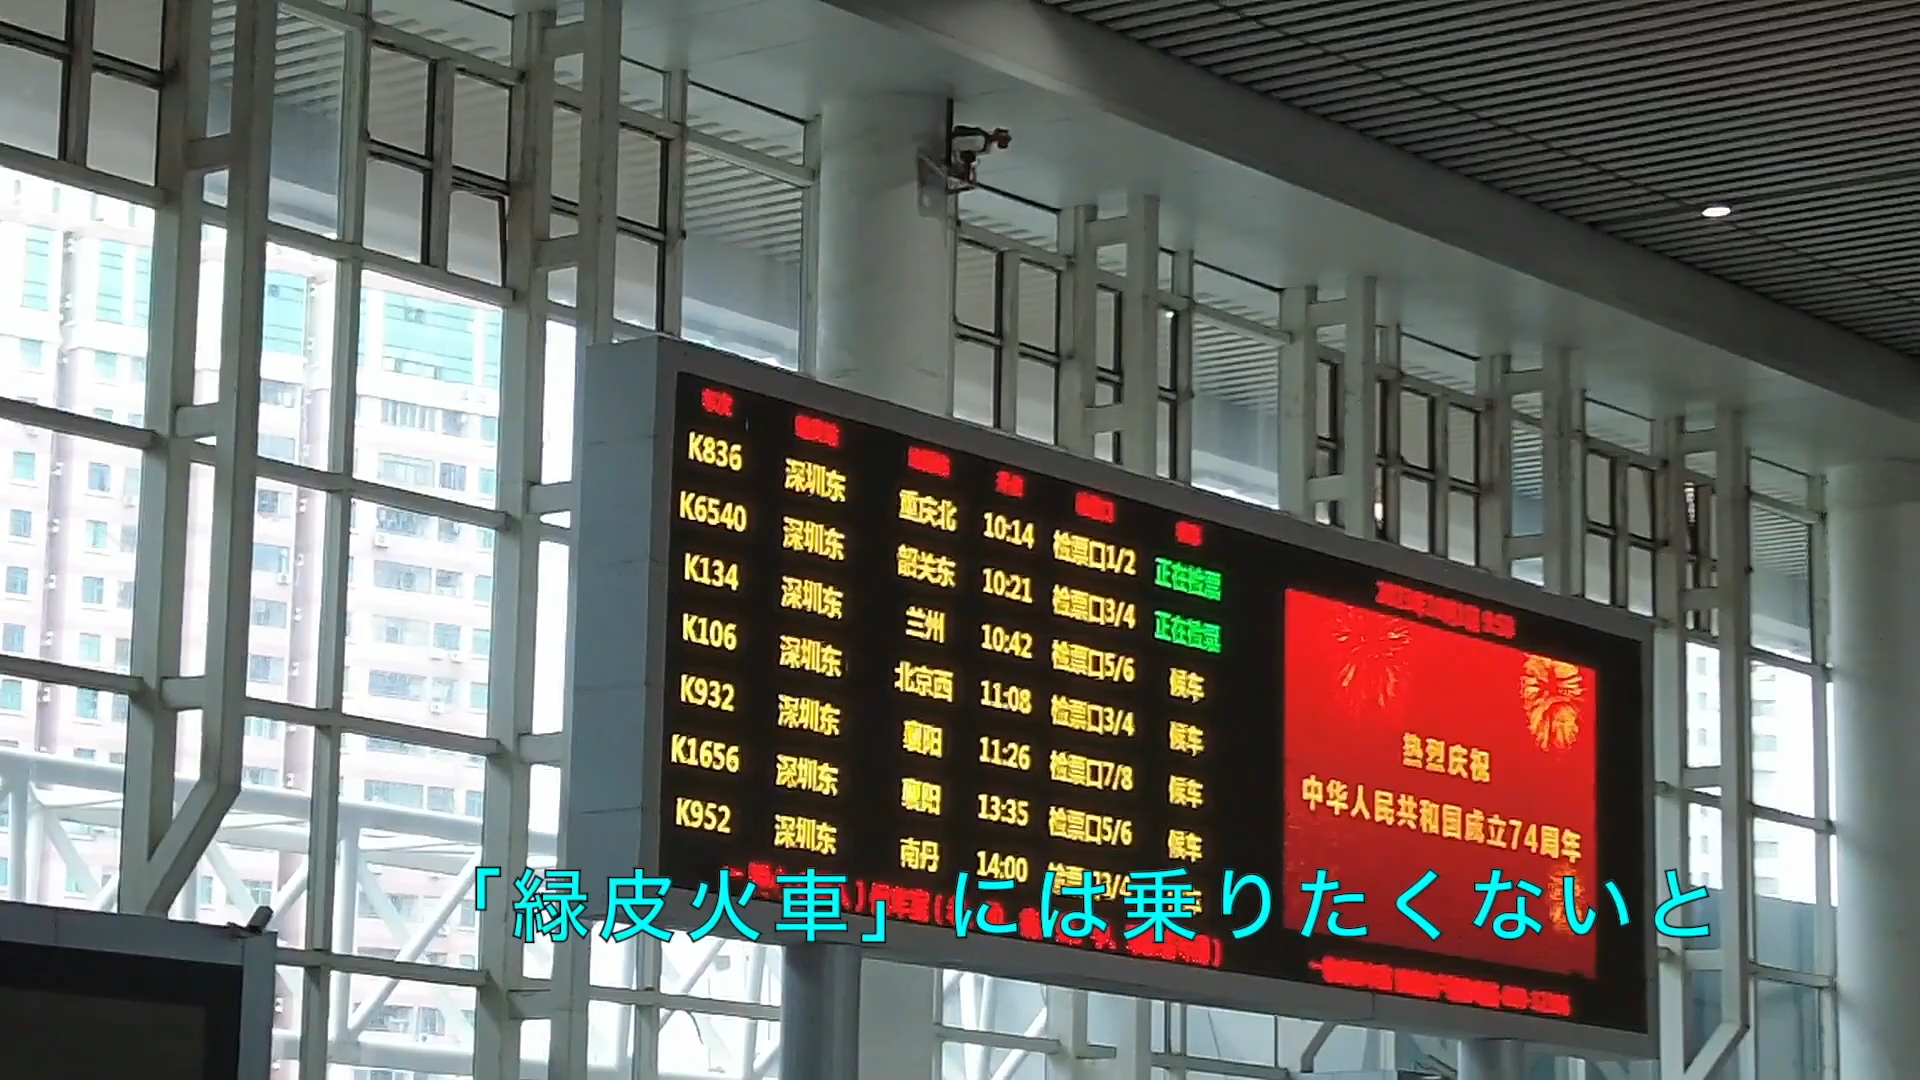 K836 深圳东 重庆北 10:14 检票口1/2 正在检票
K6540 深圳东 韶关东 10:21 检票口3/4 正在检票
K134 深圳东 兰州 10:42 检票口5/6 候车
K106 深圳东 北京西 11:08 检票口3/4 候车
K932 深圳东 襄阳 11:26 检票口7/8 候车
K1656 深圳东 襄阳 13:35 检票口5/6 候车
K952 深圳东 南丹 14:00
热烈庆祝
中华人民共和国成立74周年
「緑皮火車」には乗りたくないと